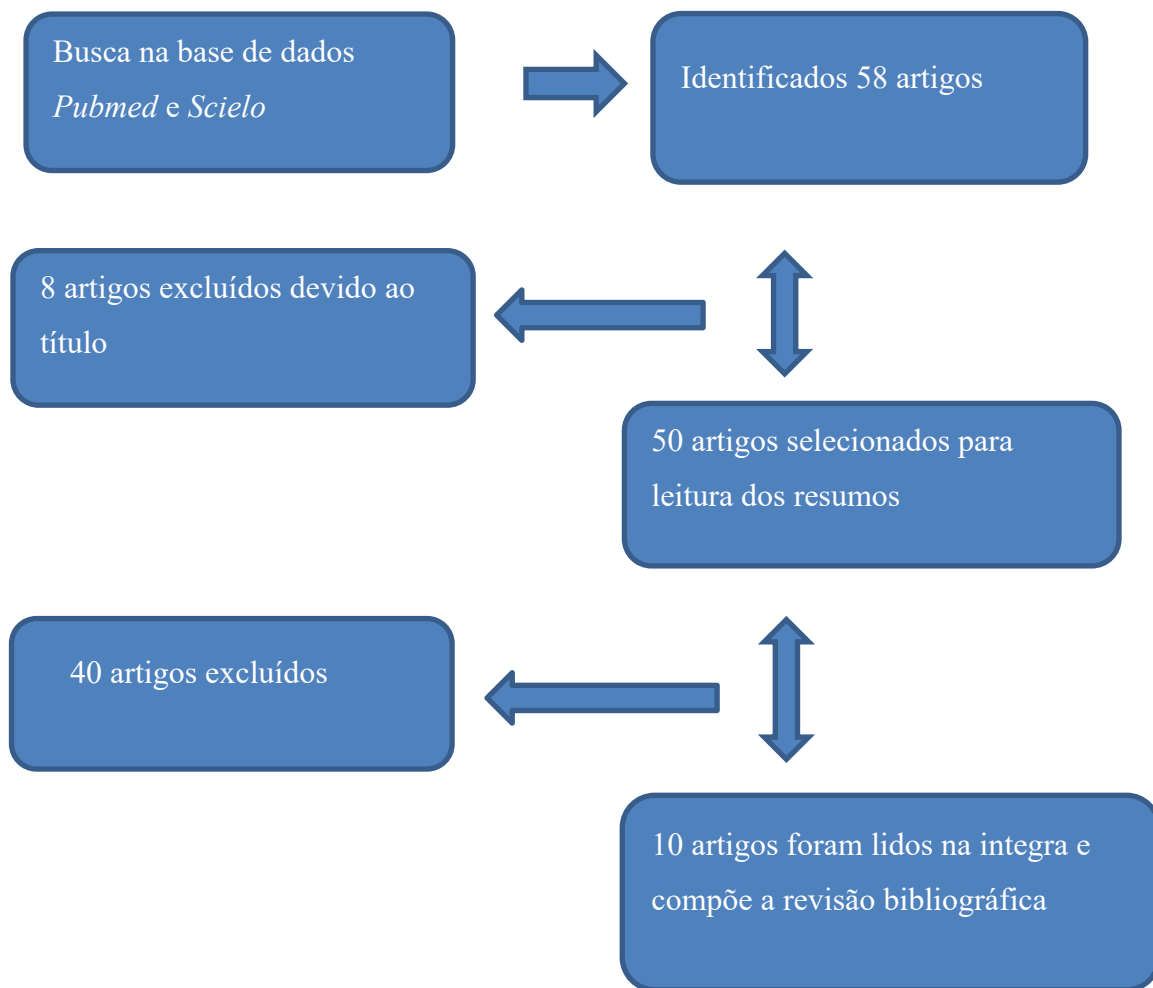 Busca na base de dados
Pubmed e Scielo
Identificados 58 artigos
8 artigos excluídos devido ao
título
50 artigos selecionados para
leitura dos resumos
40 artigos excluídos
10 artigos foram lidos na integra e
compõe a revisão bibliográfica